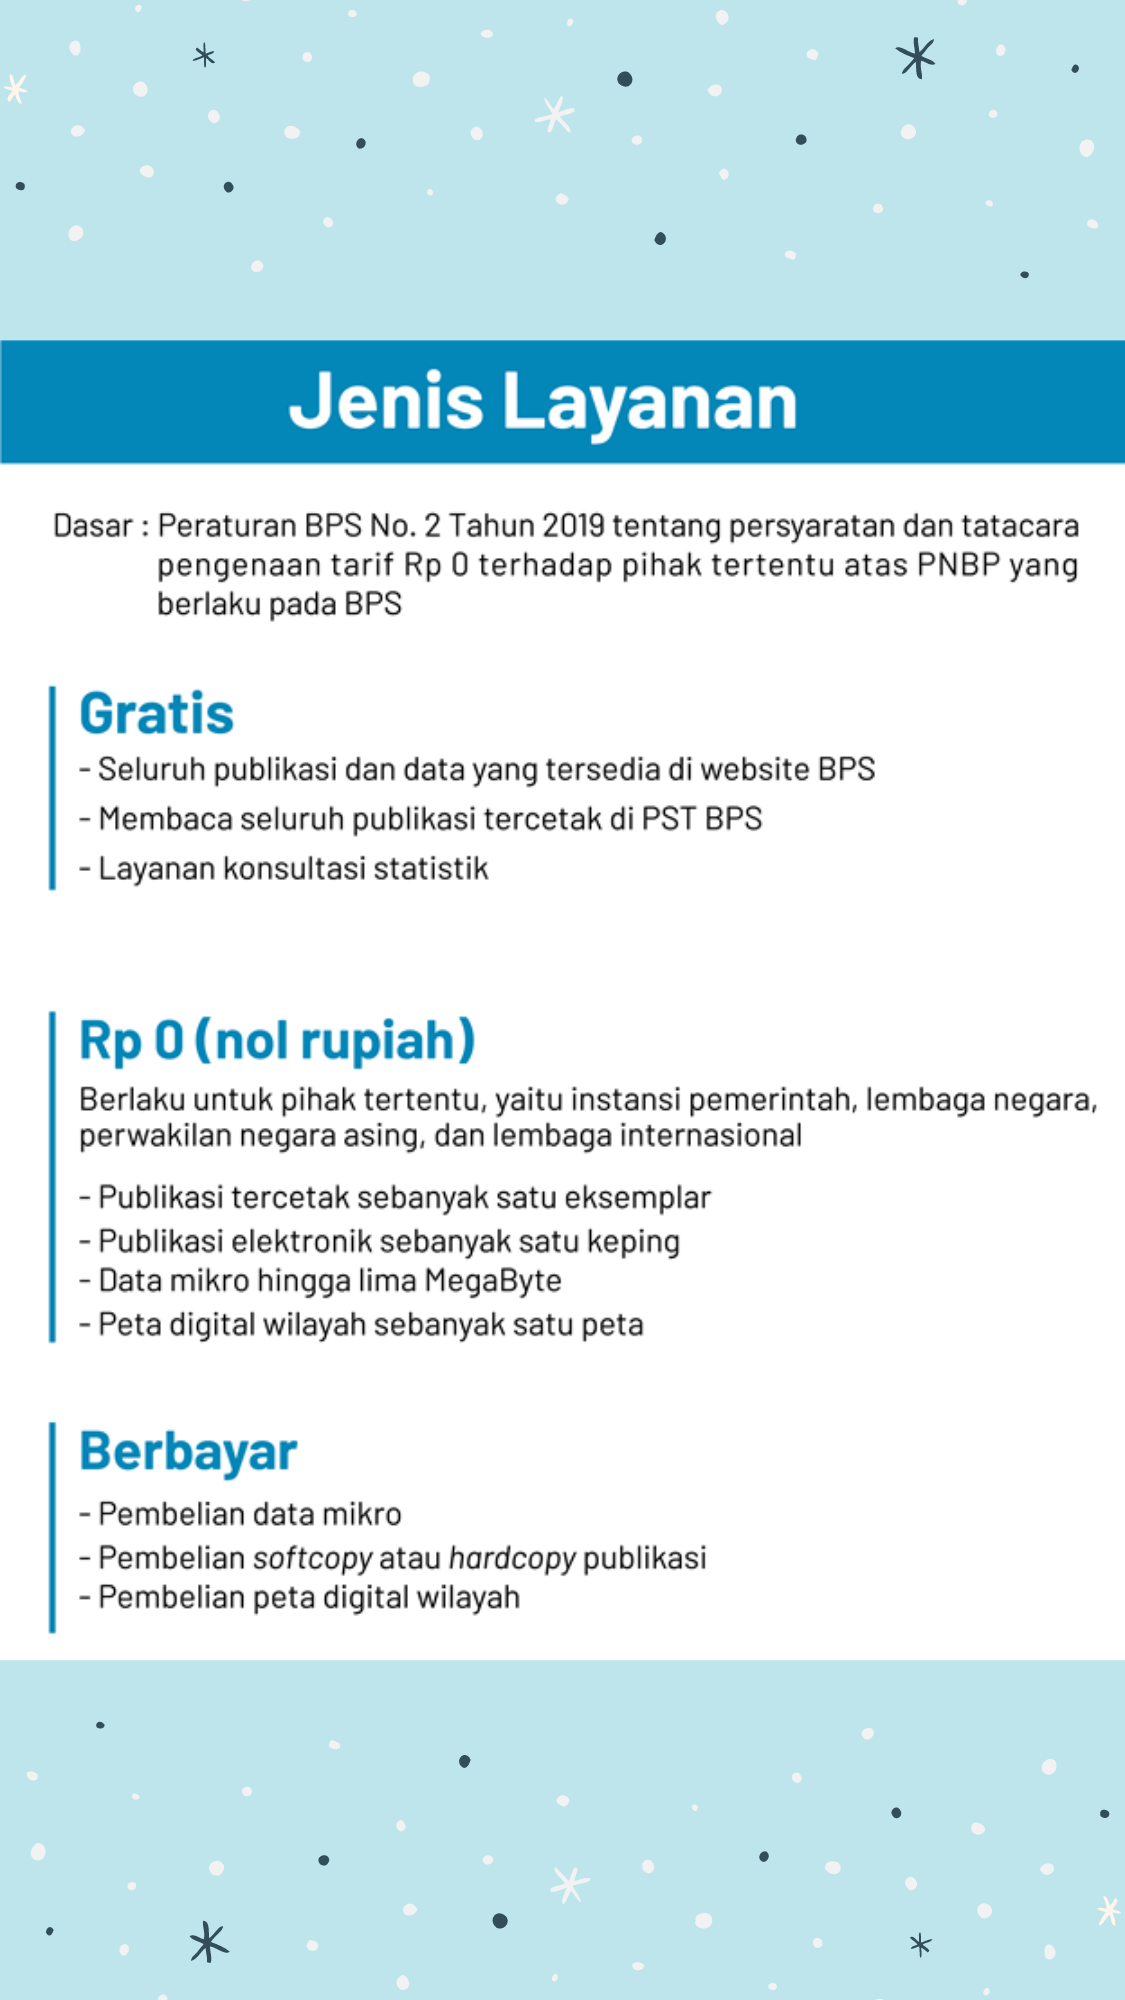 Jenis Layanan
Dasar : Peraturan BPS No. 2 Tahun 2019 tentang persyaratan dan tatacara
pengenaan tarif Rp 0 terhadap pihak tertentu atas PNBP yang
berlaku pada BPS
Gratis
- Seluruh publikasi dan data yang tersedia di website BPS
- Membaca seluruh publikasi tercetak di PST BPS
- Layanan konsultasi statistik
Rp 0 (nol rupiah)
Berlaku untuk pihak tertentu, yaitu instansi pemerintah, lembaga negara,
perwakilan negara asing, dan lembaga internasional
- Publikasi tercetak sebanyak satu eksemplar
- Publikasi elektronik sebanyak satu keping
- Data mikro hingga lima MegaByte
- Peta digital wilayah sebanyak satu peta
Berbayar
- Pembelian data mikro
- Pembelian softcopy atau hardcopy publikasi
- Pembelian peta digital wilayah